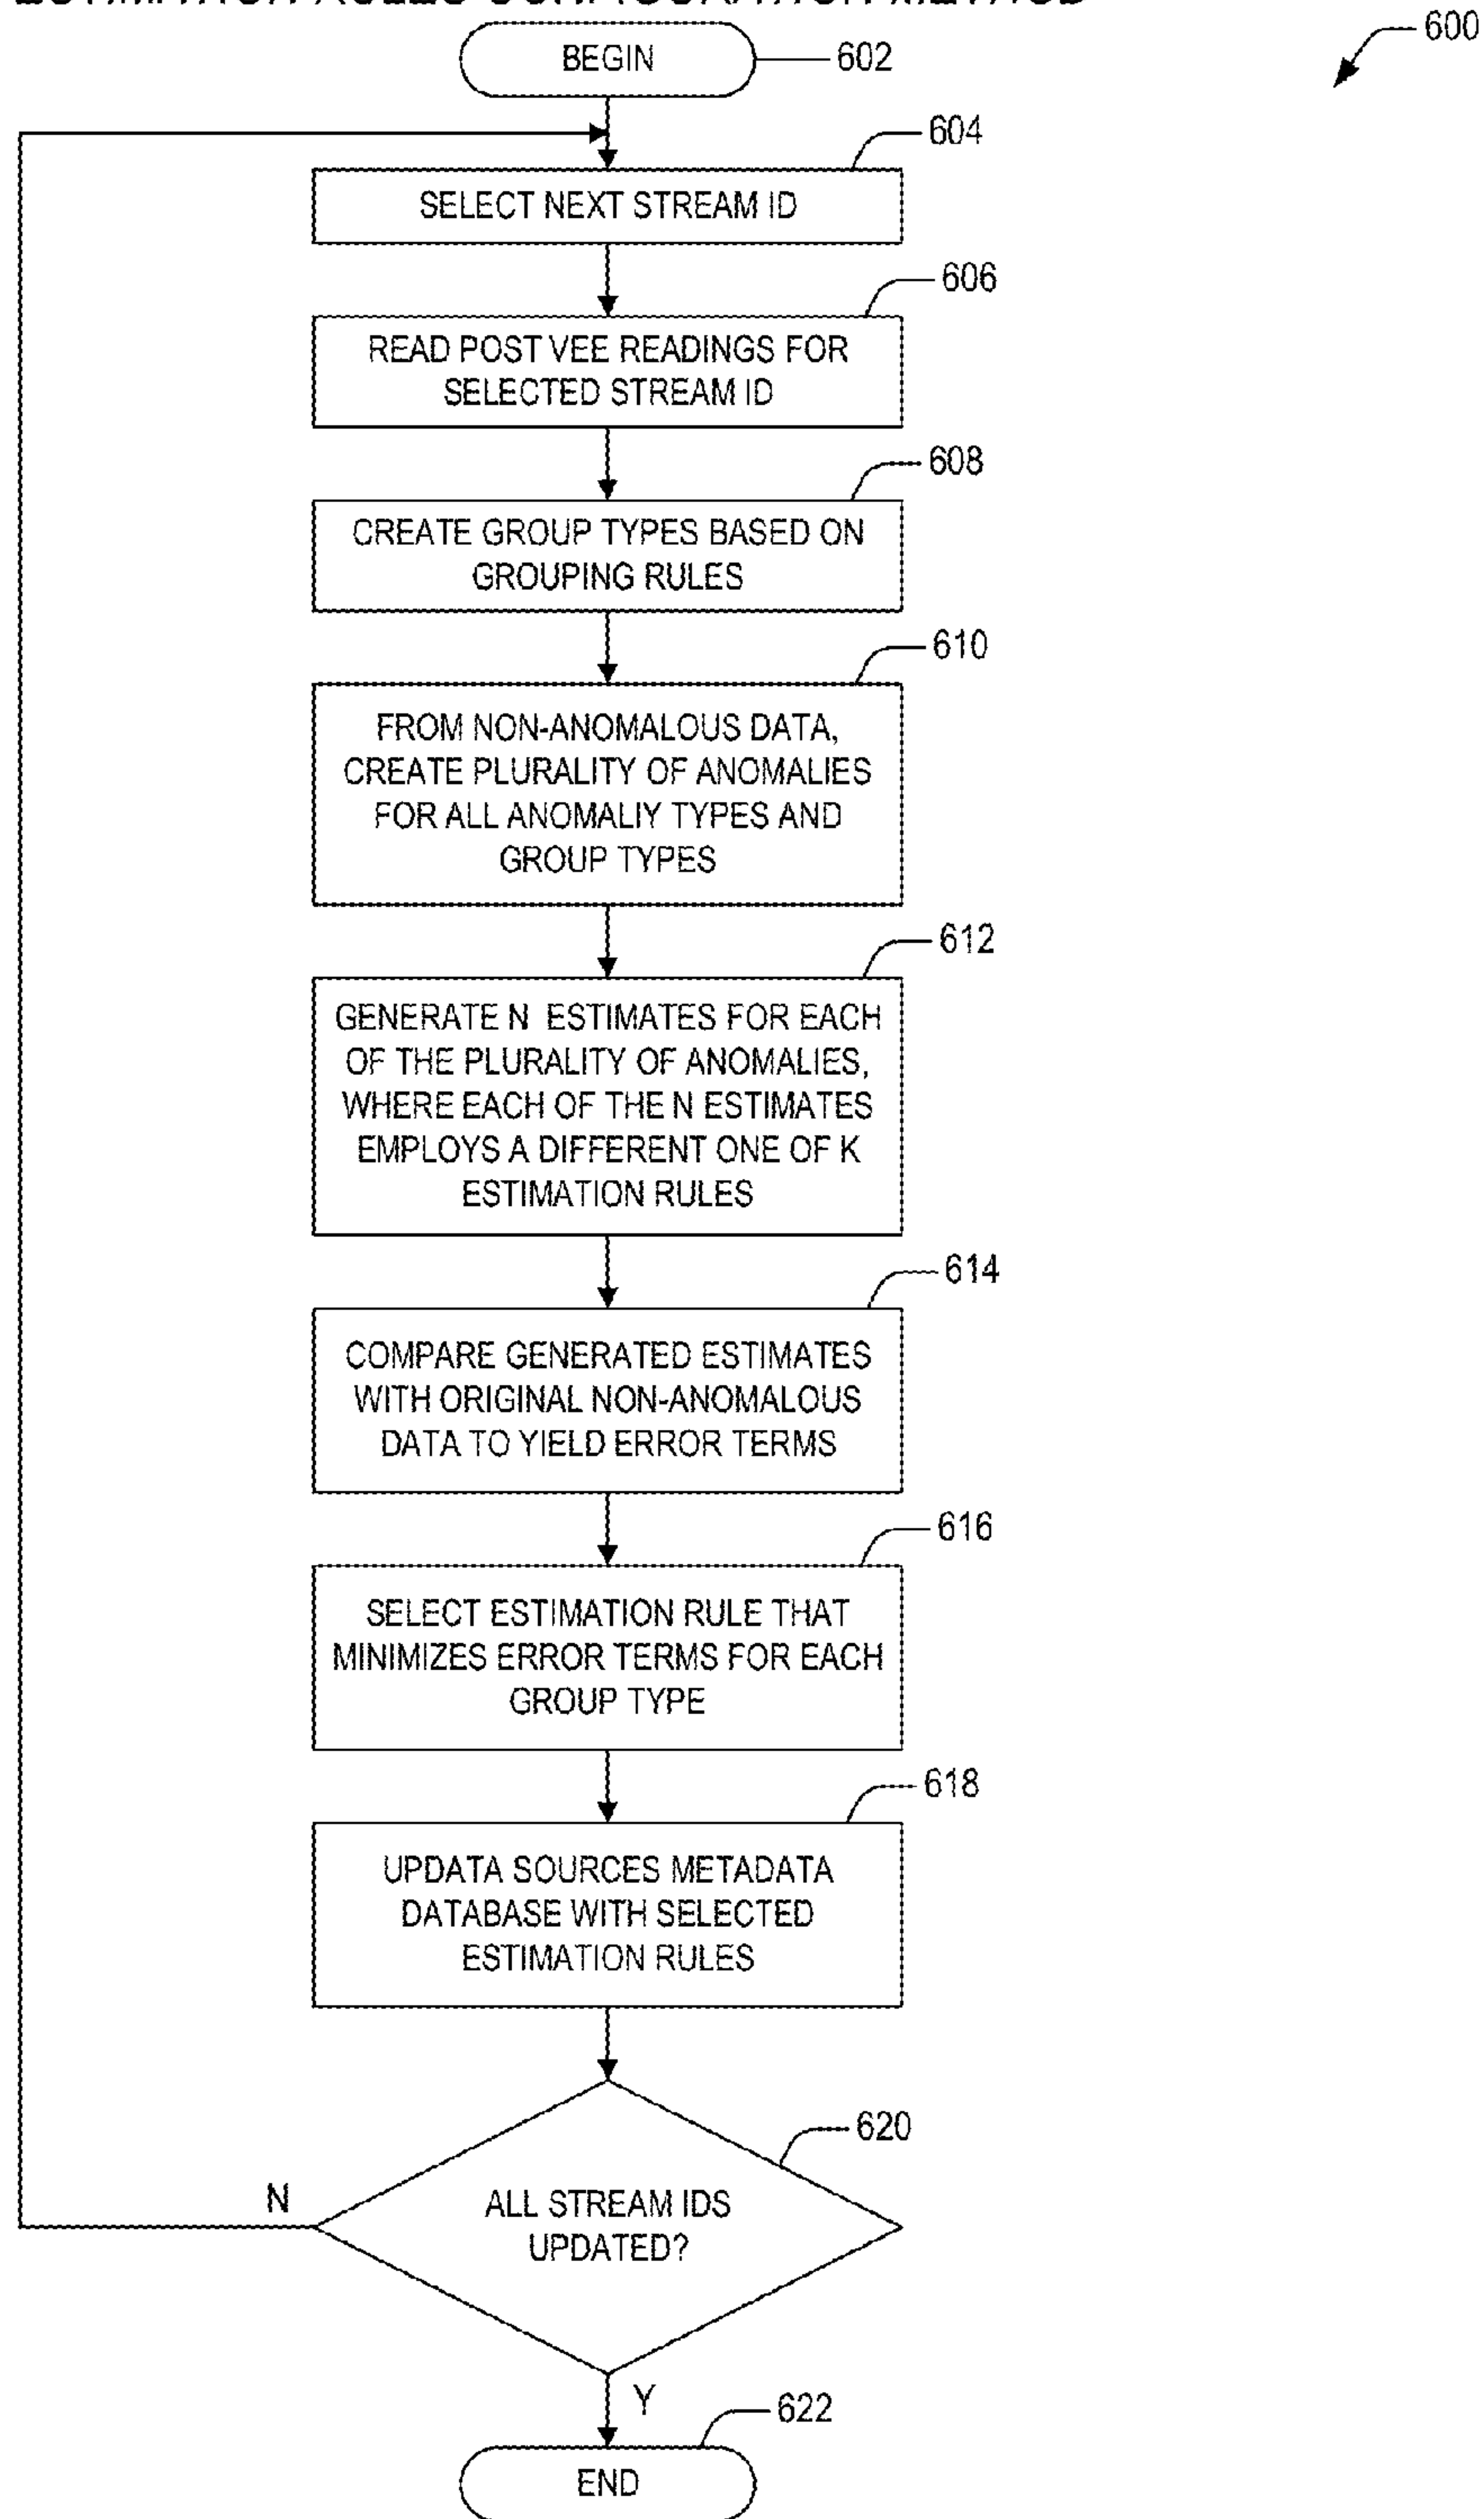 600
BEGIN
602
604
SELECT NEXT STREAM ID
606
READ POST VEE READINGS FOR
SELECTED STREAM ID
608
CREATE GROUP TYPES BASED ON
GROUPING RULES
610
FROM NON-ANOMALOUS DATA,
CREATE PLURALITY OF ANOMALIES
FOR ALL ANOMALIY TYPES AND
GROUP TYPES
612
GENERATE N ESTIMATES FOR EACH
OF THE PLURALITY OF ANOMALIES,
WHERE EACH OF THE N ESTIMATES
EMPLOYS A DIFFERENT ONE OF K
ESTIMATION RULES
614
COMPARE GENERATED ESTIMATES
WITH ORIGINAL NON-ANOMALOUS
DATA TO YIELD ERROR TERMS
616
SELECT ESTIMATION RULE THAT
MINIMIZES ERROR TERMS FOR EACH
GROUP TYPE
618
UPDATA SOURCES METADATA
DATABASE WITH SELECTED
ESTIMATION RULES
620
N
ALL STREAM IDS
UPDATED?
Y
622
END